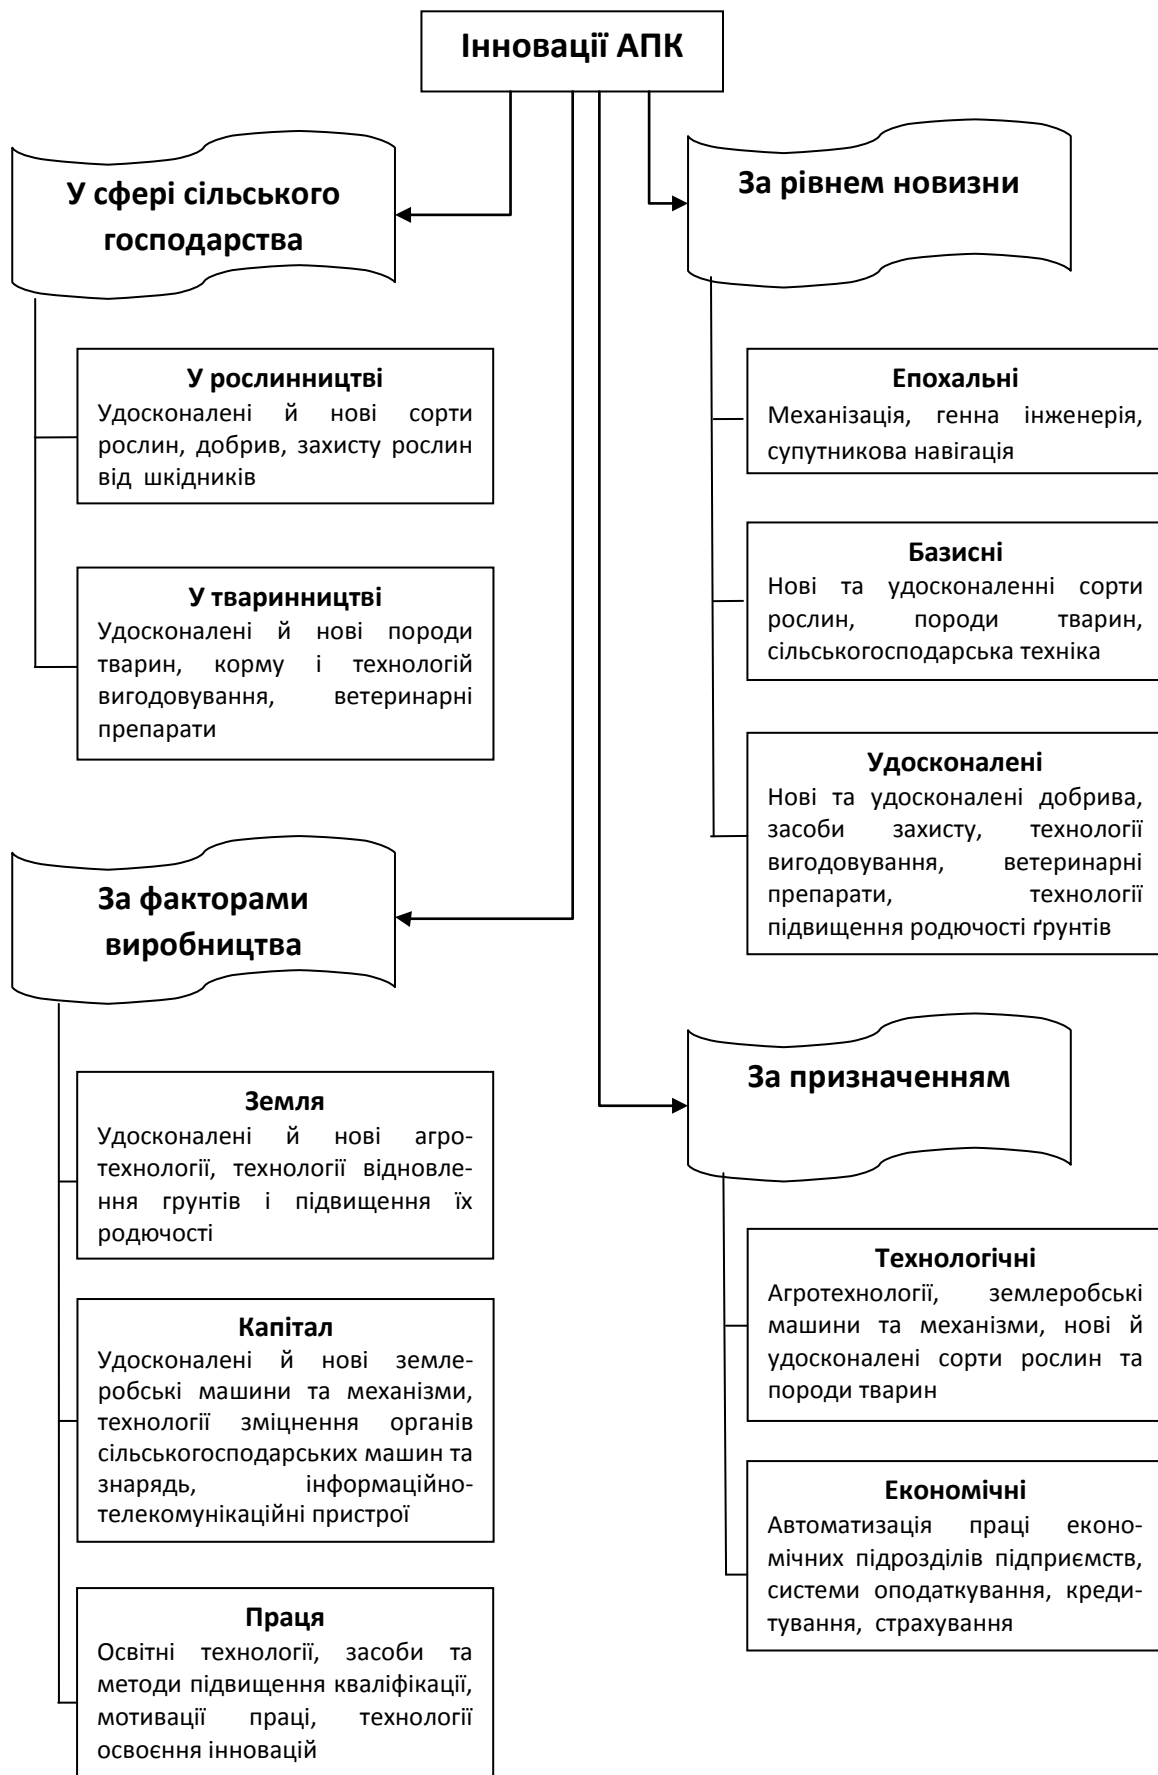 Інновації АПК
У сфері сільського
господарства
У рослинництві
Удосконалені й нові сорти
рослин, добрив, захисту рослин
від шкідників
У тваринництві
Удосконалені й нові породи
тварин, корму і технологій
вигодовування, ветеринарні
препарати
За факторами
виробництва
Земля
Удосконалені й нові агро-
технології, технології відновле-
ння грунтів і підвищення їх
родючості
Капітал
Удосконалені й нові земле-
робські машини та механізми,
технології зміцнення органів
сільськогосподарських машин та
знарядь, інформаційно-
телекомунікаційні пристрої
Праця
Освітні технології, засоби та
методи підвищення кваліфікації,
мотивації праці, технології
освоєння інновацій
За рівнем новизни
Епохальні
Механізація, генна інженерія,
супутникова навігація
Базисні
Нові та удосконаленні сорти
рослин, породи тварин,
сільськогосподарська техніка
Удосконалені
Нові та удосконалені добрива,
засоби захисту, технології
вигодовування, ветеринарні
препарати, технології
підвищення родючості ґрунтів
За призначенням
Технологічні
Агротехнології, землеробські
машини та механізми, нові й
удосконалені сорти рослин та
породи тварин
Економічні
Автоматизація праці еконо-
мічних підрозділів підприємств,
системи оподаткування, креди-
тування, страхування